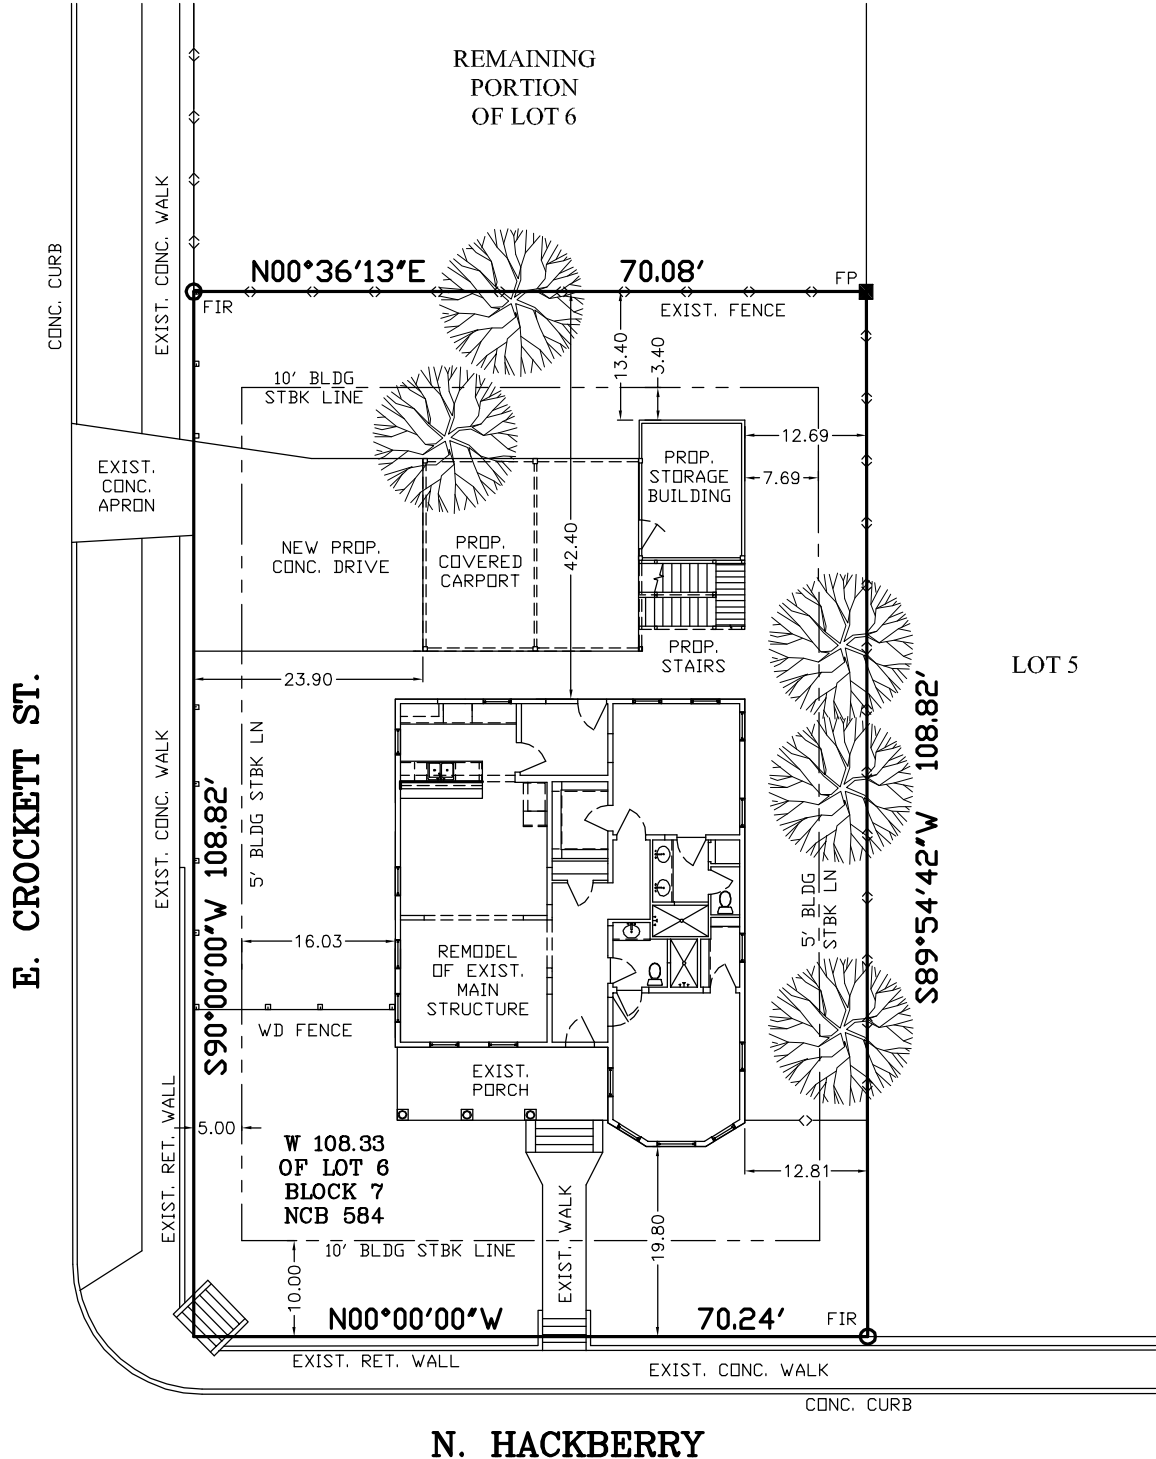 REMAINING
PORTION
OF LOT 6
CONC. CURB
EXIST. CONC. WALK
N00°36'13"E
70.08'
FP
FIR
EXIST. FENCE
13.40
3.40
10' BLDG
STBK LINE
12.69
7.69
EXIST.
CONC.
APRON
PROP.
STORAGE
BUILDING
NEW PROP.
CONC. DRIVE
PROP.
COVERED
CARPORT
42.40
PROP.
STAIRS
LOT 5
23.90
E. CROCKETT ST.
EXIST. CONC. WALK
S90°00'00"W 108.82'
5' BLDG STBK LN
S89°54'42"W 108.82'
5' BLDG
STBK LN
16.03
REMODEL
OF EXIST.
MAIN
STRUCTURE
WD FENCE
EXIST.
PORCH
EXIST. RET. WALL
5.00
W 108.33
OF LOT 6
BLOCK 7
NCB 584
12.81
EXIST. WALK
19.80
10' BLDG STBK LINE
10.00
N00°00'00"W
70.24'
FIR
EXIST. RET. WALL
EXIST. CONC. WALK
CONC. CURB
N. HACKBERRY